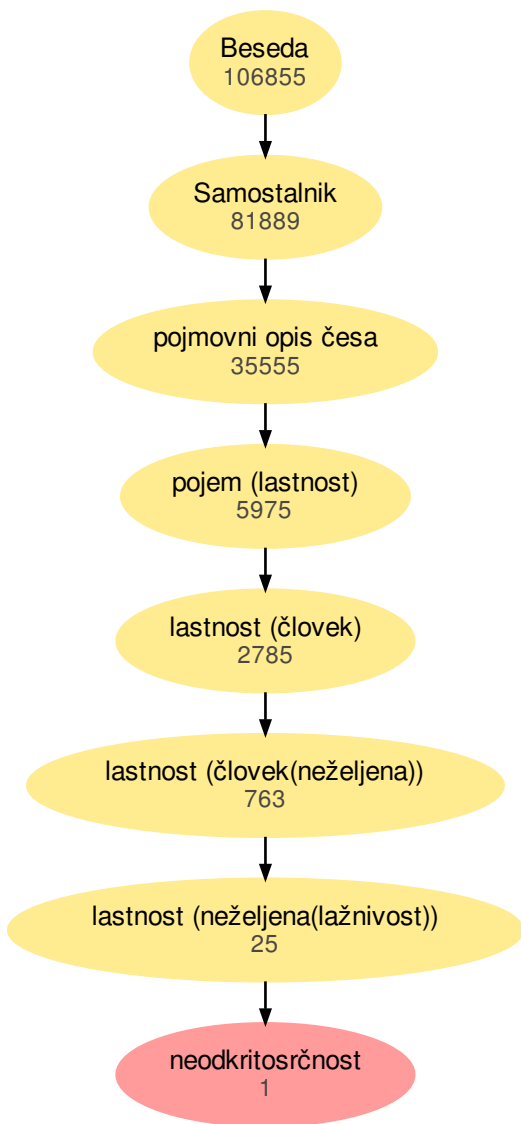 Beseda
106855
Samostalnik
81889
pojmovni opis česa
35555
pojem (lastnost)
5975
lastnost (človek)
2785
lastnost (človek(neželjena))
763
lastnost (neželjena(lažnivost))
25
neodkritosrčnost
1